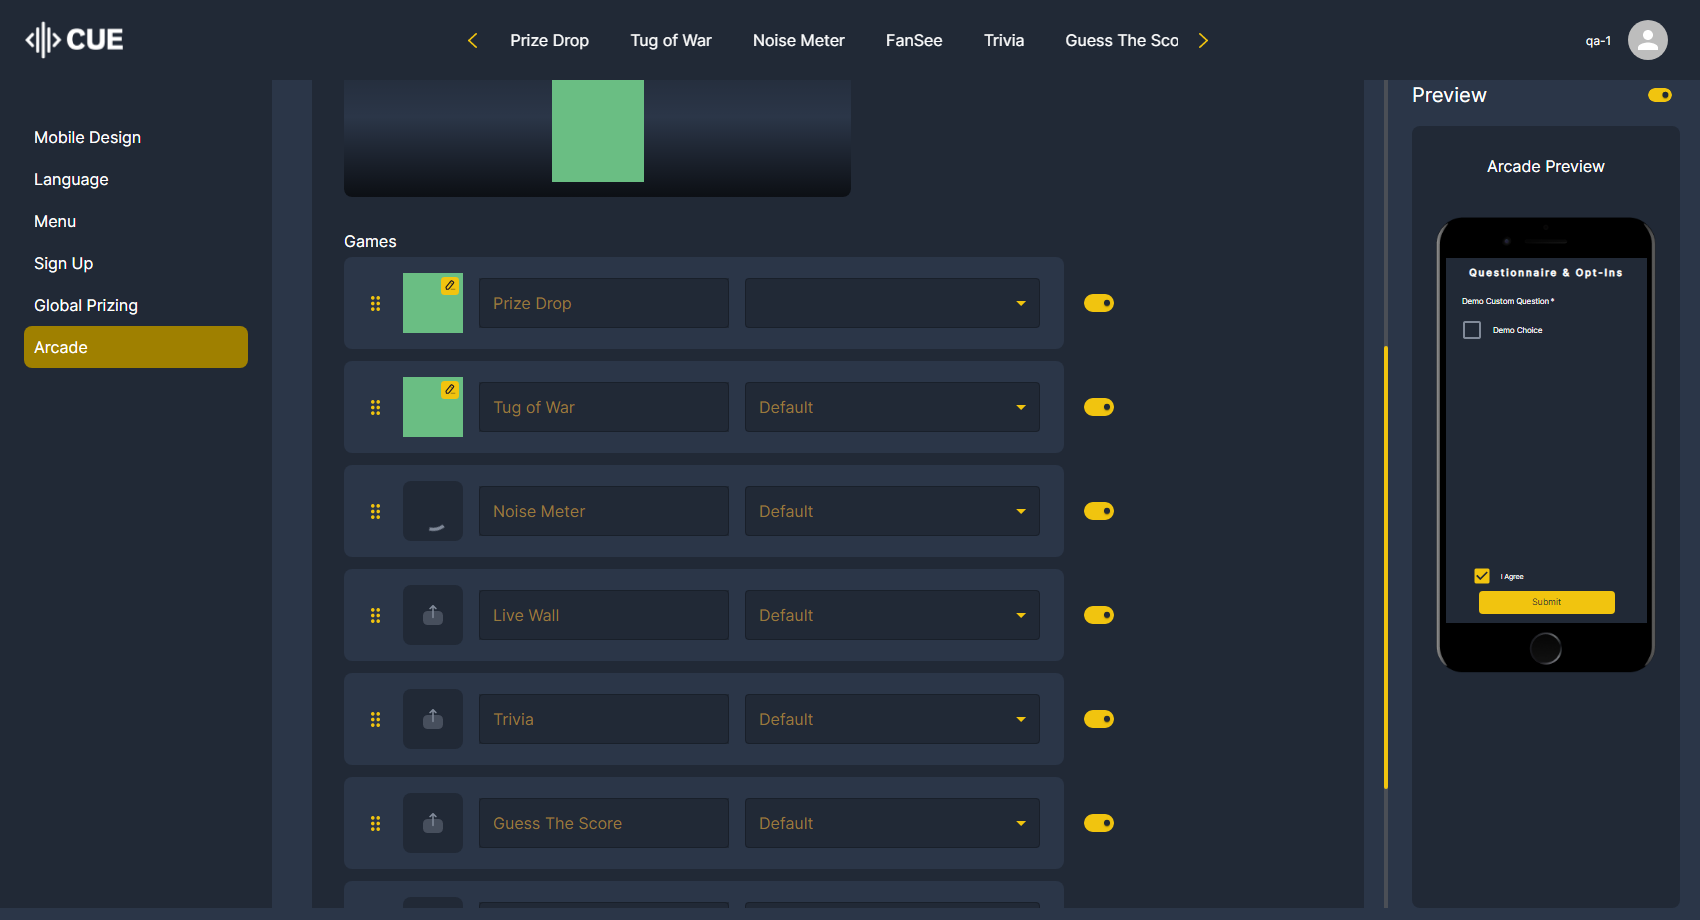 CUE
Prize Drop
Tug of War
Noise Meter
FanSee
Trivia
Guess The Sco
qa-1
Mobile Design
Language
Menu
Sign Up
Global Prizing
Arcade
Games
Prize Drop
Tug of War
Default
Noise Meter
Default
Live Wall
Default
Trivia
Default
Guess The Score
Default
Preview
Arcade Preview
Questionnaire & Opt-Ins
Demo Custom Question *
Demo Choice
I Agree
Submit